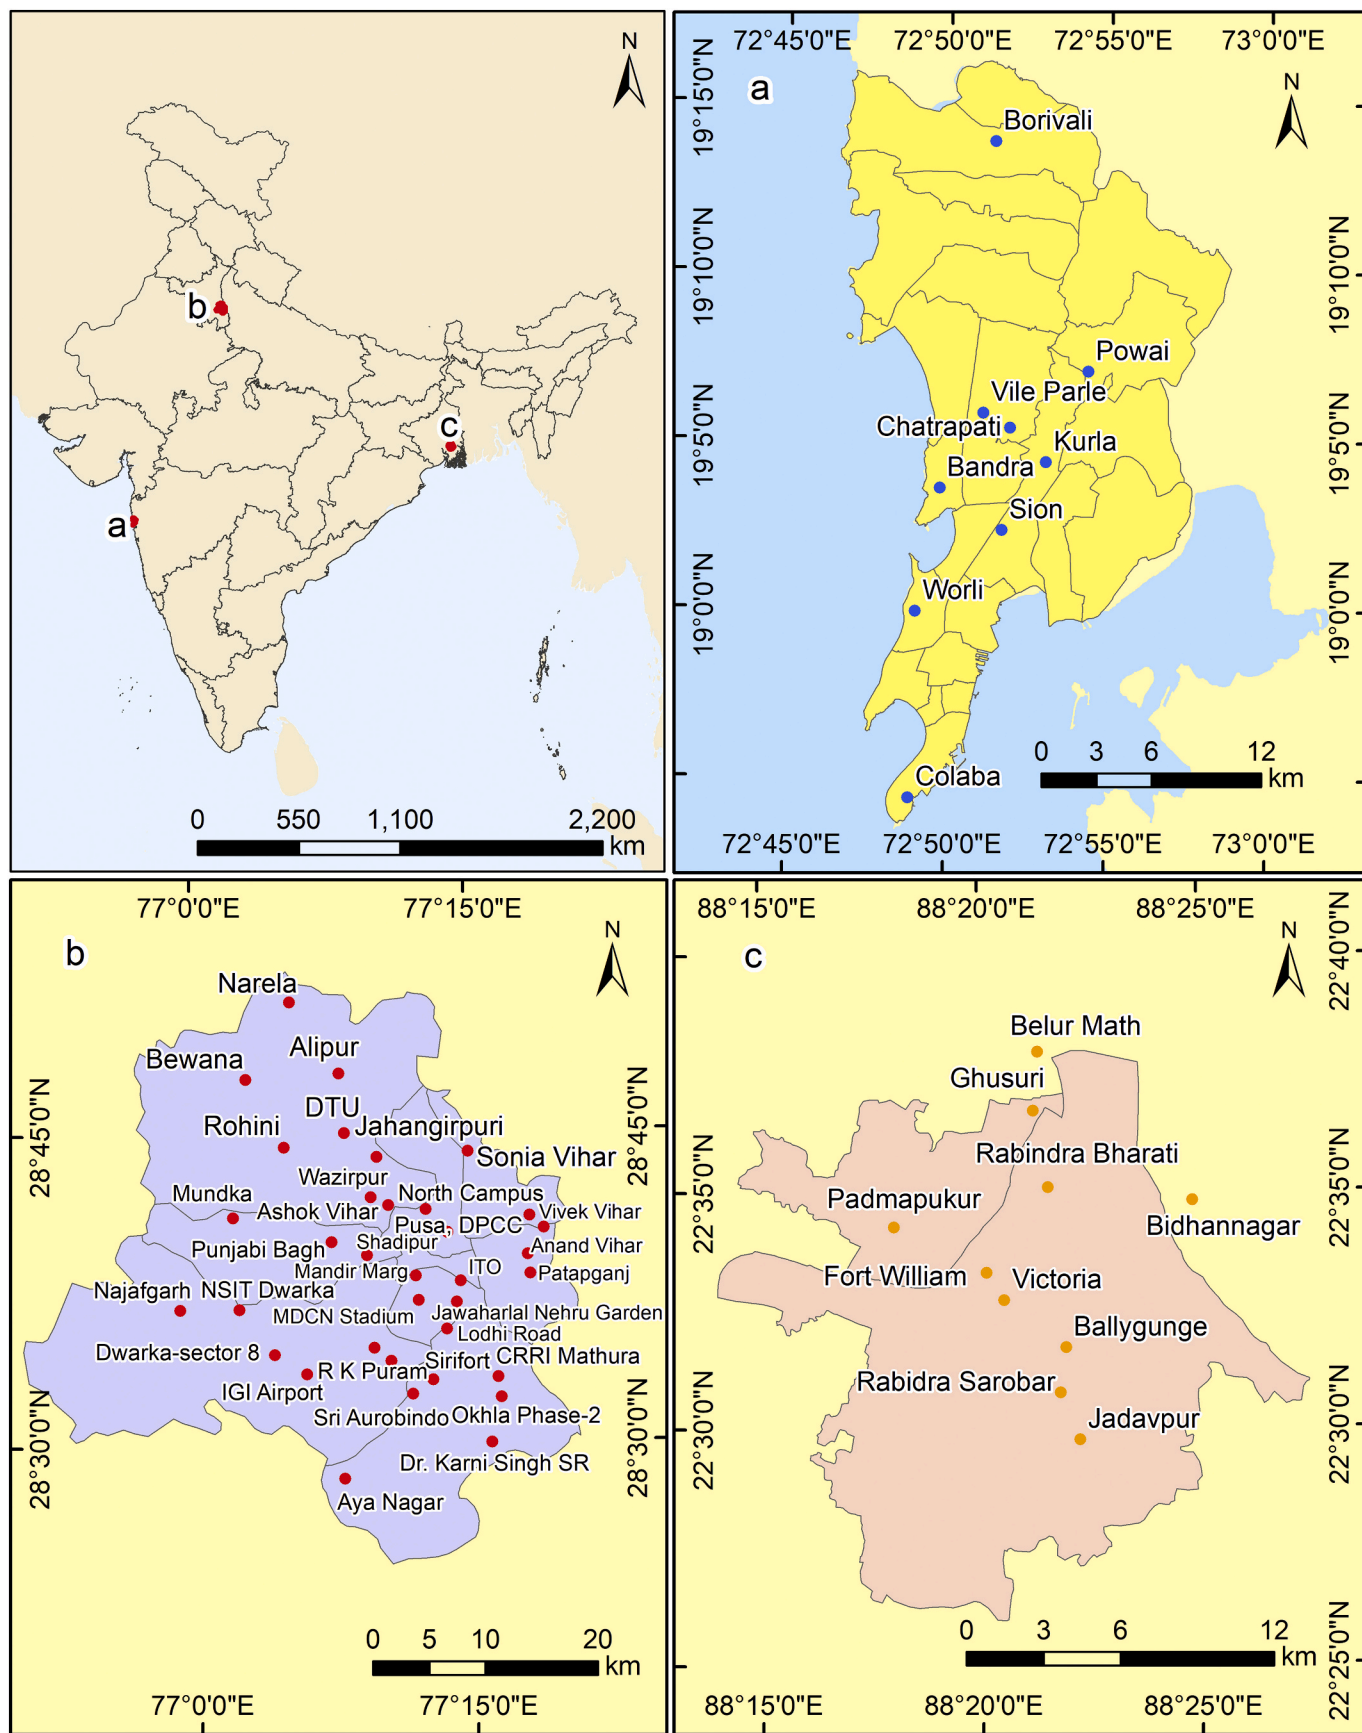 N
b
c
a
0 550 1,100 2,200
km
72°45'0"E 72°50'0"E 72°55'0"E 73°0'0"E
a
N
19°15'0"N
19°10'0"N
19°5'0"N
19°0'0"N
19°10'0"N
19°5'0"N
19°0'0"N
Borivali
Powai
Vile Parle
Chatrapati
Kurla
Bandra
Sion
Worli
Colaba
0 3 6 12
km
72°45'0"E 72°50'0"E 72°55'0"E 73°0'0"E
77°0'0"E 77°15'0"E
b
N
28°45'0"N
28°30'0"N
28°45'0"N
28°30'0"N
Narela
Alipur
Bewana
DTU
Rohini
Jahangirpuri
Sonia Vihar
Wazirpur
Mundka
North Campus
Ashok Vihar
Vivek Vihar
Pusa, DPCC
Punjabi Bagh
Shadipur
Anand Vihar
Mandir Marg
ITO
Patapganj
Najafgarh
NSIT Dwarka
MDCN Stadium
Jawaharlal Nehru Garden
Lodhi Road
Dwarka-sector 8
R K Puram
Sirifort
CRRI Mathura
IGI Airport
Sri Aurobindo
Okhla Phase-2
Dr. Karni Singh SR
Aya Nagar
0 5 10 20
km
77°0'0"E 77°15'0"E
88°15'0"E 88°20'0"E 88°25'0"E
c
N
22°35'0"N
22°30'0"N
22°40'0"N
22°35'0"N
22°30'0"N
22°25'0"N
Belur Math
Ghusuri
Rabindra Bharati
Padmapukur
Bidhannagar
Fort William
Victoria
Ballygunge
Rabidra Sarobar
Jadavpur
0 3 6 12
km
88°15'0"E 88°20'0"E 88°25'0"E